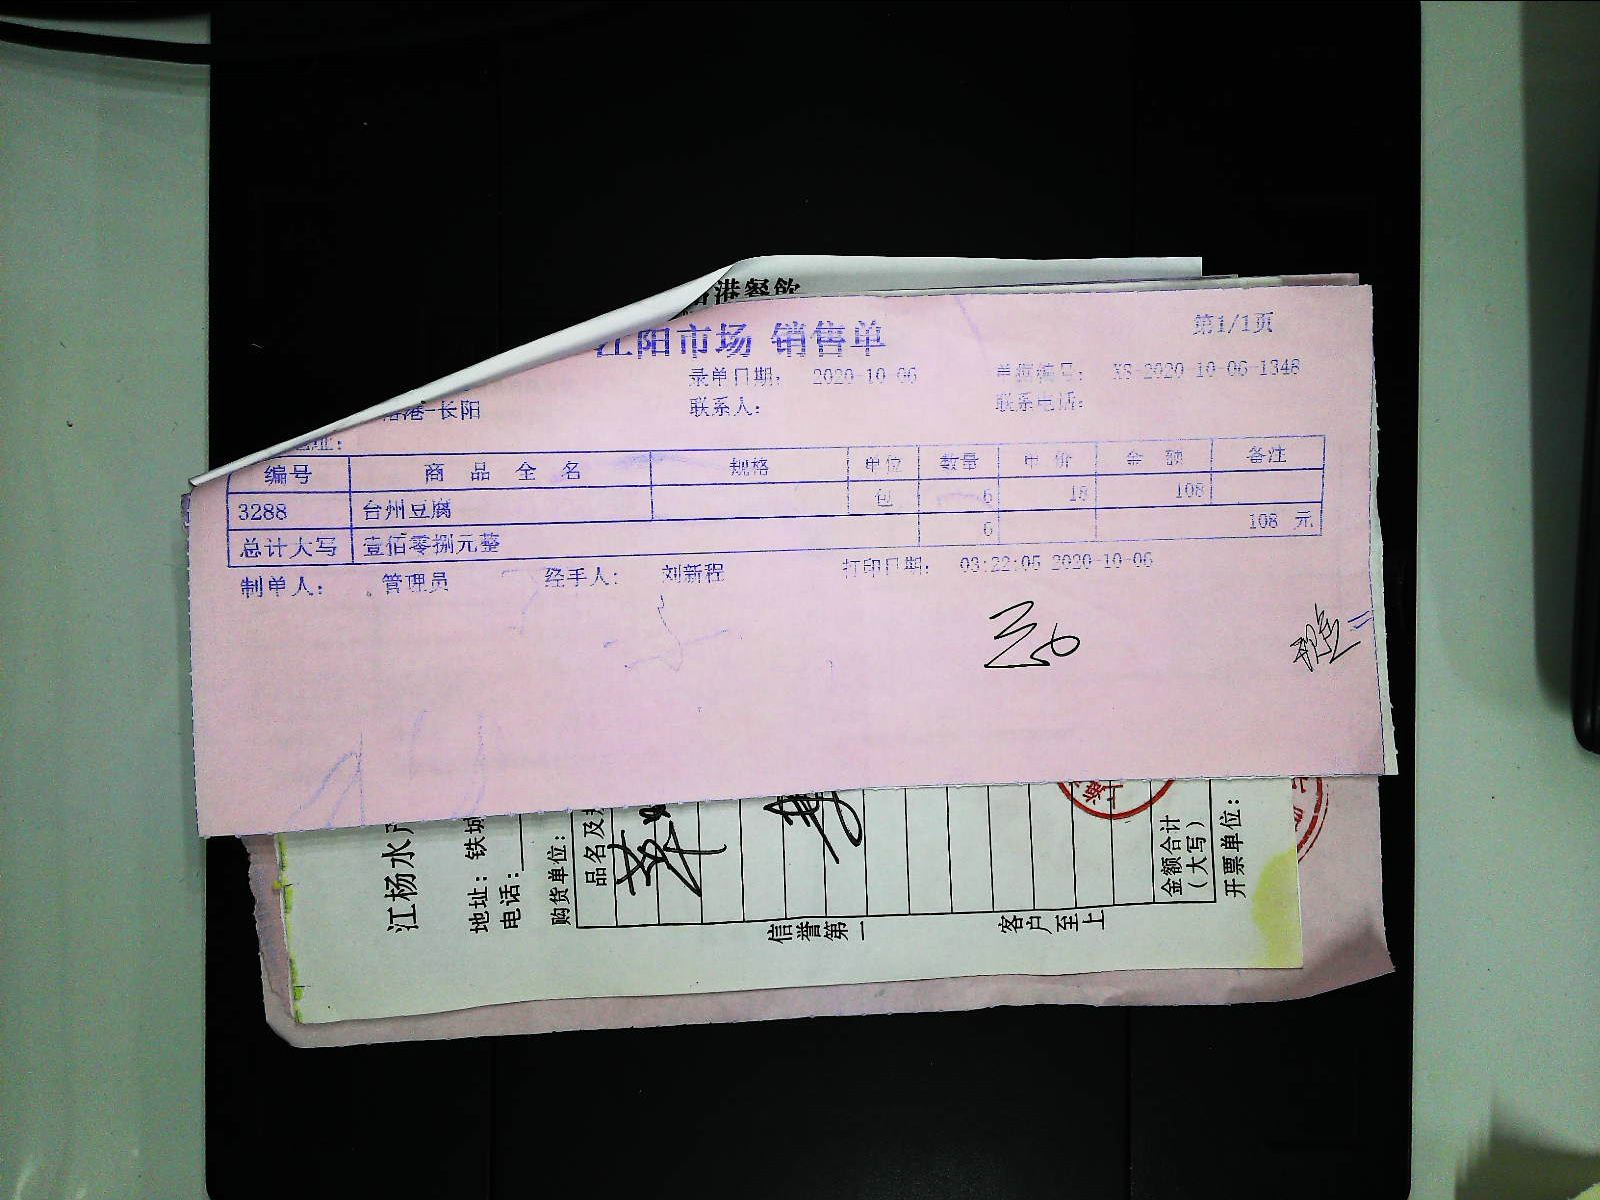 港餐飲
江阳市场 销售单
第1/1页
录单日期: 2020-10-06
单据编号: XS-2020-10-06-1348
港-长阳
联系人:
联系电话:
址:
编号 商品全名 规格 单位 数量 单价 金额 备注
3288 台州豆腐 包 6 18 108
总计大写 壹佰零捌元整 6 108 元
制单人: 管理员 经手人: 刘新程 打印日期: 03:22:05 2020-10-06
江杨水
地址: 铁城
电话:
购货单位:
品名及
信誉第一
客户至上
金额合计
(大写)
开票单位: